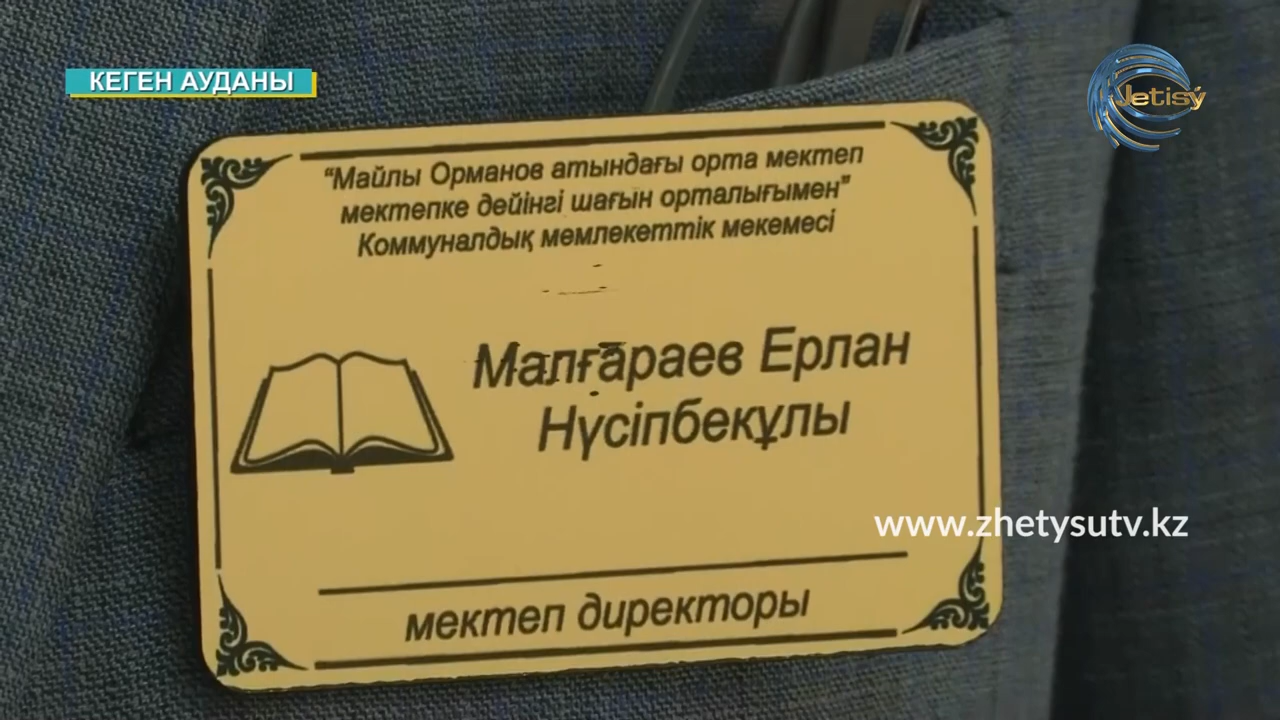 КЕГЕН АУДАНЫ
Jetisý
“Майлы Орманов атындағы орта мектеп
мектепке дейінгі шағын орталығымен”
Коммуналдық мемлекеттік мекемесі
Малғараев Ерлан
Нүсіпбекұлы
www.zhetysutv.kz
мектеп директоры